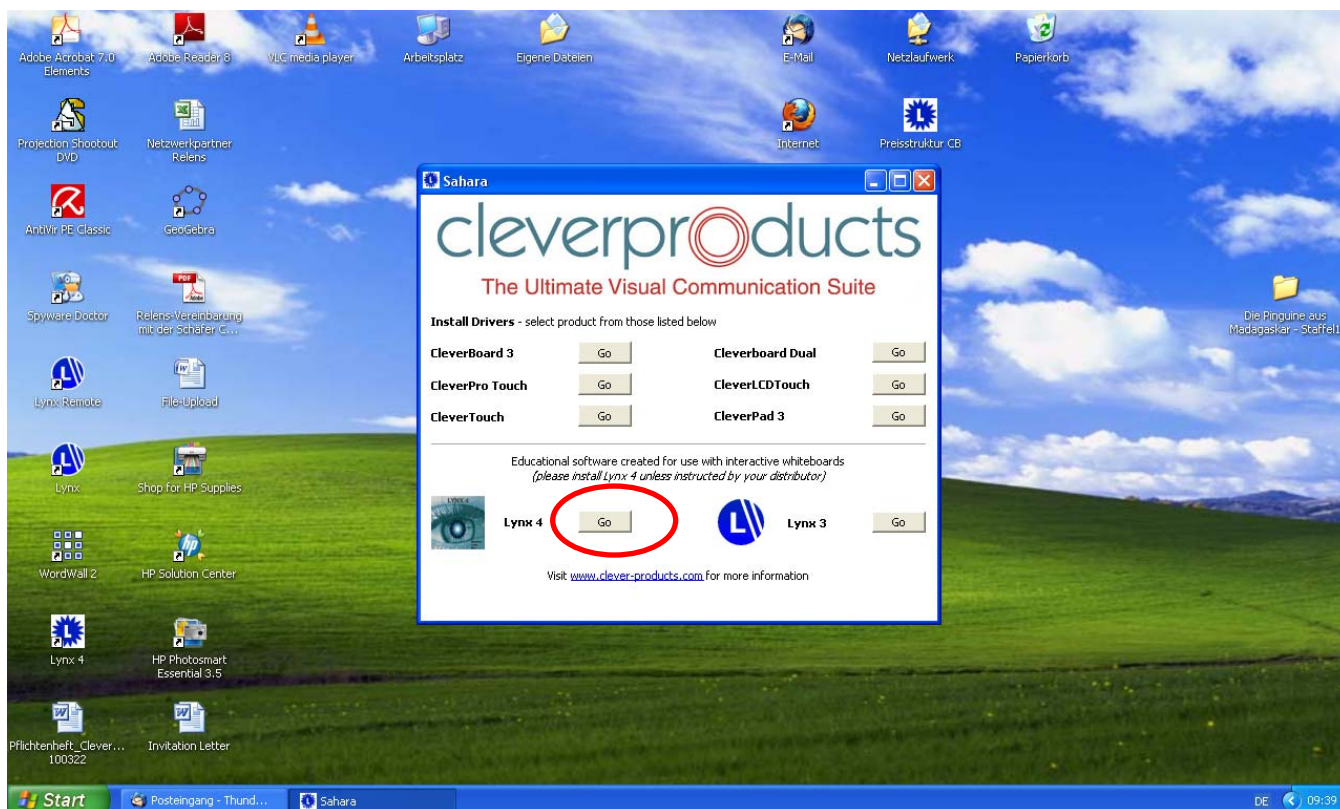 Adobe Acrobat 7.0 Elements
Adobe Reader 8
VLC media player
Arbeitsplatz
Eigene Dateien
E-Mail
Netzlaufwerk
Papierkorb
Projection Shootout DVD
Netzwerkpartner Relens
Internet
Preisstruktur CB
AntiVir PE Classic
GeoGebra
Spyware Doctor
PDF
Adobe
Relens-Vereinbarung mit der Schäfer C...
Die Pinguine aus Madagaskar - Staffel1
Lynx Remote
File-Upload
Lynx
Shop for HP Supplies
WordWall 2
HP Solution Center
Lynx 4
HP Photosmart Essential 3.5
Pflichtenheft_Clever... 100322
Invitation Letter
Sahara
cleverproducts
The Ultimate Visual Communication Suite
Install Drivers - select product from those listed below
CleverBoard 3 Go Cleverboard Dual Go
CleverPro Touch Go CleverLCDTouch Go
CleverTouch Go CleverPad 3 Go
Educational software created for use with interactive whiteboards
(please install Lynx 4 unless instructed by your distributor)
LYNX 4
Lynx 4 Go L Lynx 3 Go
Visit www.clever-products.com for more information
Start Posteingang - Thund... Sahara DE 09:39